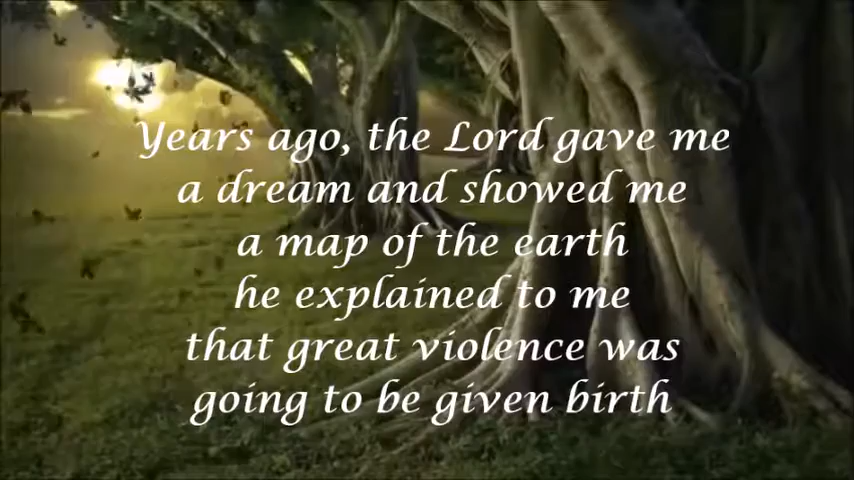 Years ago, the Lord gave me
a dream and showed me
a map of the earth
he explained to me
that great violence was
going to be given birth